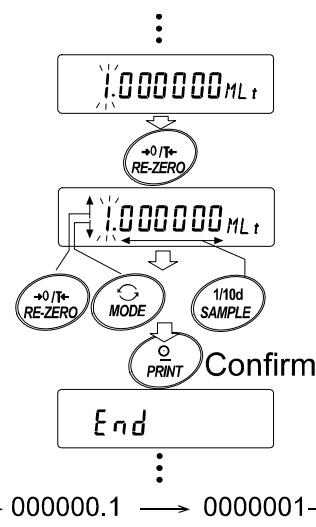 1.000000 MLt
→0/T←
RE-ZERO
1.000000 MLt
→0/T← MODE 1/10d
RE-ZERO SAMPLE
PRINT Confirm
End
000000.1 → 0000001